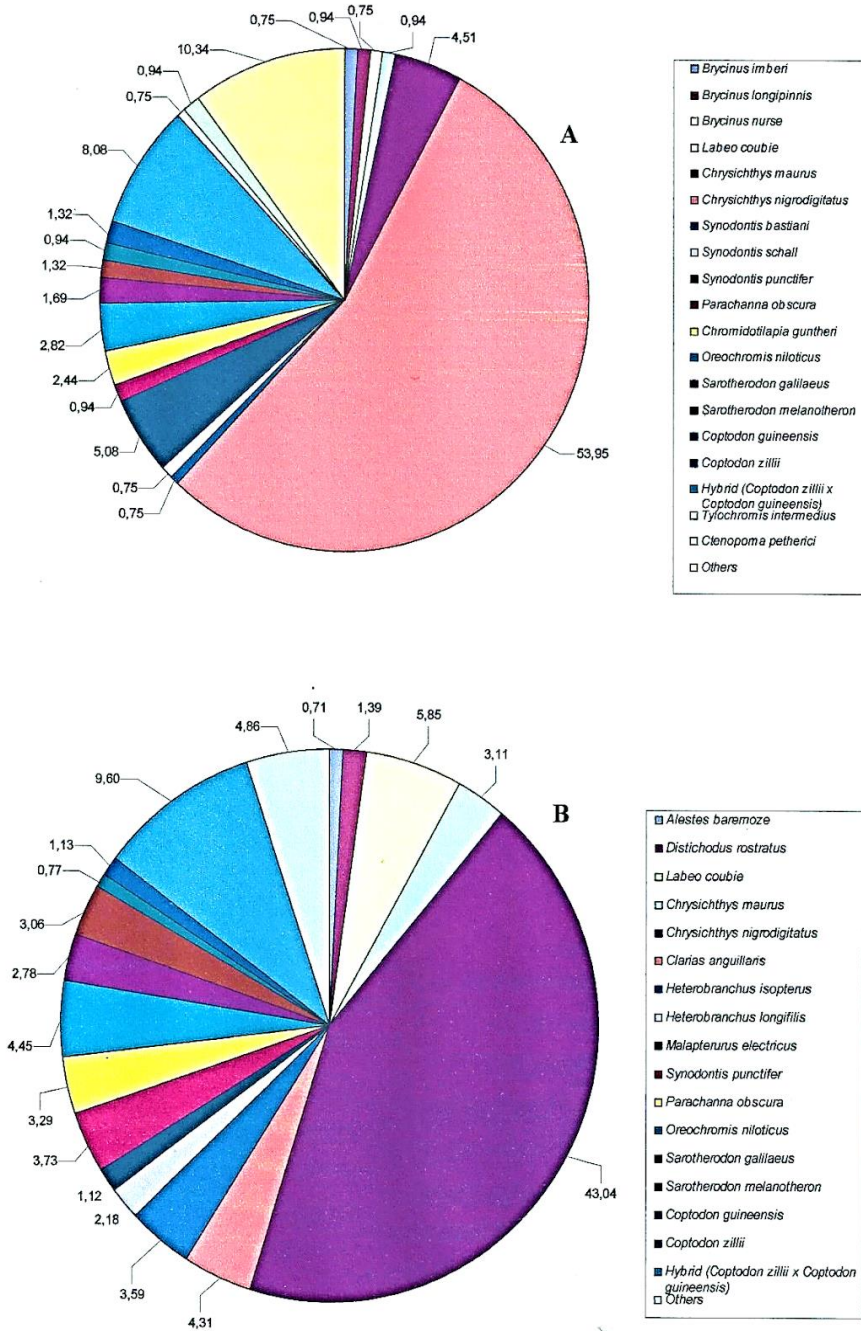 0,75
0,94
0,75
0,94
4,51
10,34
0,94
0,75
8,08
1,32
0,94
1,32
1,69
2,82
2,44
0,94
5,08
0,75
0,75
53,95
A
Brycinus imberi
Brycinus longipinnis
Brycinus nurse
Labeo coubie
Chrysichthys maurus
Chrysichthys nigrodigitatus
Synodontis bastiani
Synodontis schall
Synodontis punctifer
Parachanna obscura
Chromidotilapia guntheri
Oreochromis niloticus
Sarotherodon galilaeus
Sarotherodon melanotheron
Coptodon guineensis
Coptodon zillii
Hybrid (Coptodon zillii x
Coptodon guineensis)
Tylochromis intermedius
Ctenopoma petherici
Others
0,71
1,39
5,85
3,11
4,86
9,60
1,13
0,77
3,06
2,78
4,45
3,29
3,73
1,12
2,18
3,59
4,31
43,04
B
Alestes baremoze
Distichodus rostratus
Labeo coubie
Chrysichthys maurus
Chrysichthys nigrodigitatus
Clarias anguillaris
Heterobranchus isopterus
Heterobranchus longifilis
Malapterurus electricus
Synodontis punctifer
Parachanna obscura
Oreochromis niloticus
Sarotherodon galilaeus
Sarotherodon melanotheron
Coptodon guineensis
Coptodon zillii
Hybrid (Coptodon zillii x Coptodon
guineensis)
Others